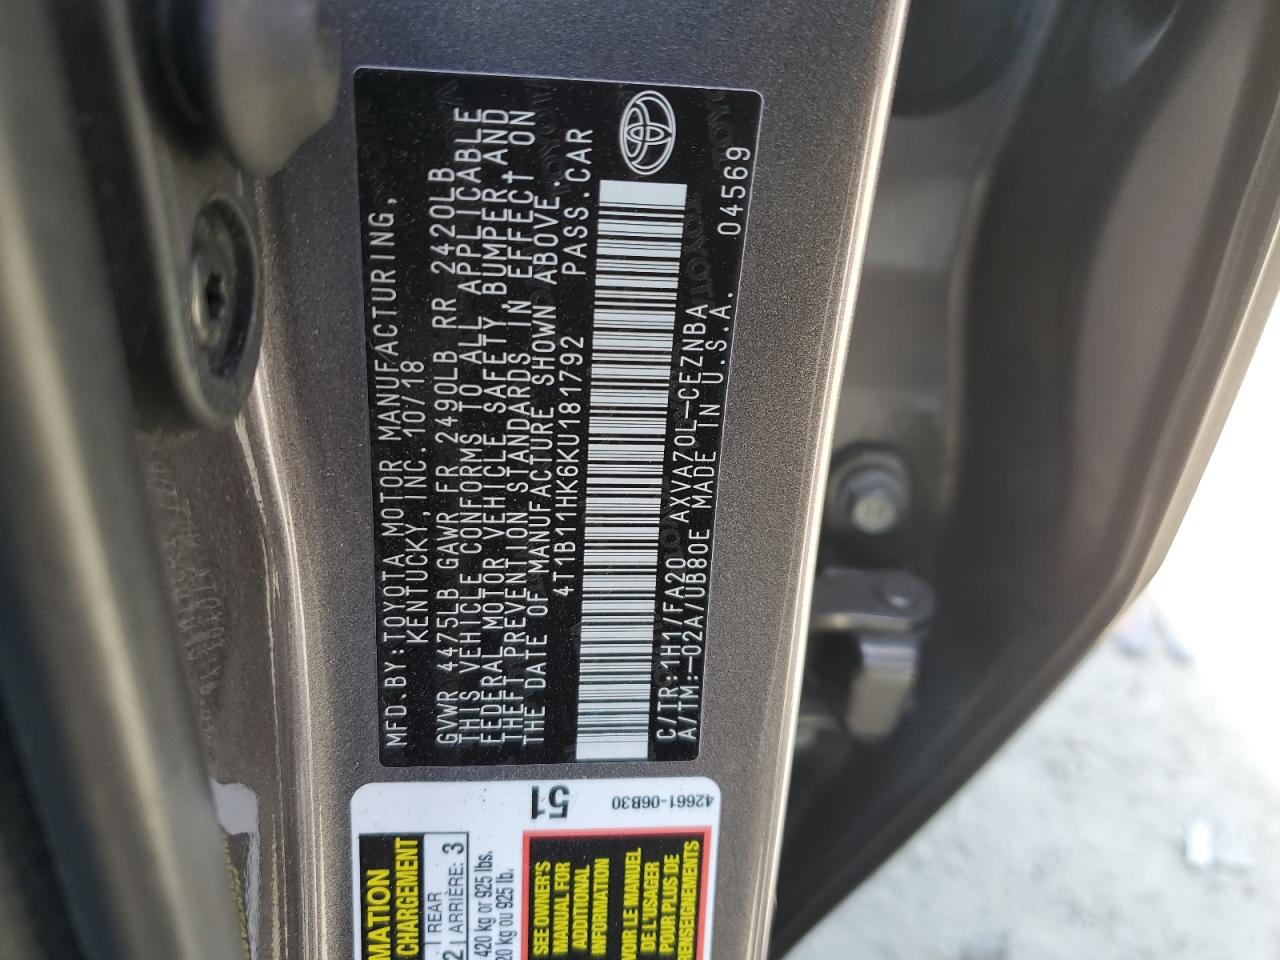 MFD.BY:TOYOTA MOTOR MANUFACTURING,
KENTUCKY, INC. 10/18
GVWR 4475LB GAWR FR 2490LB RR 2420LB
THIS VEHICLE CONFORMS TO ALL APPLICABLE
FEDERAL MOTOR VEHICLE SAFETY, BUMPER, AND
THEFT PREVENTION STANDARDS IN EFFECT ON
THE DATE OF MANUFACTURE SHOWN ABOVE.
4T1B11HK6KU181792 PASS.CAR
C/TR:1H1/FA20 AXVA70L-CEZNBA
A/TM:-02A/UB80E MADE IN U.S.A. 04569
51
42661-06B30
MATION
CHARGEMENT
2 REAR
ARRIÈRE: 3
420 kg or 925 lbs.
20 kg ou 925 lb.
SEE OWNER'S
MANUAL FOR
ADDITIONAL
INFORMATION
VOIR LE MANUEL
DE L'USAGER
POUR PLUS DE
RENSEIGNEMENTS